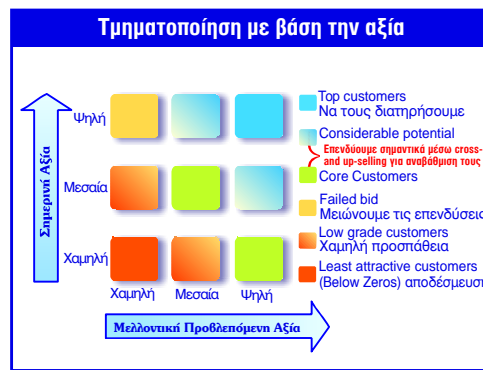 Τμηματοποίηση με βάση την αξία
Σημερινή Αξία
Ψηλή
Μεσαία
Χαμηλή
Χαμηλή Μεσαία Ψηλή
Μελλοντική Προβλεπόμενη Αξία
Top customers
Να τους διατηρήσουμε
Considerable potential
Επενδύουμε σημαντικά μέσω cross-
and up-selling για αναβάθμιση τους
Core Customers
Failed bid
Μειώνουμε τις επενδύσεις
Low grade customers
Χαμηλή προσπάθεια
Least attractive customers
(Below Zeros) αποδέσμευση